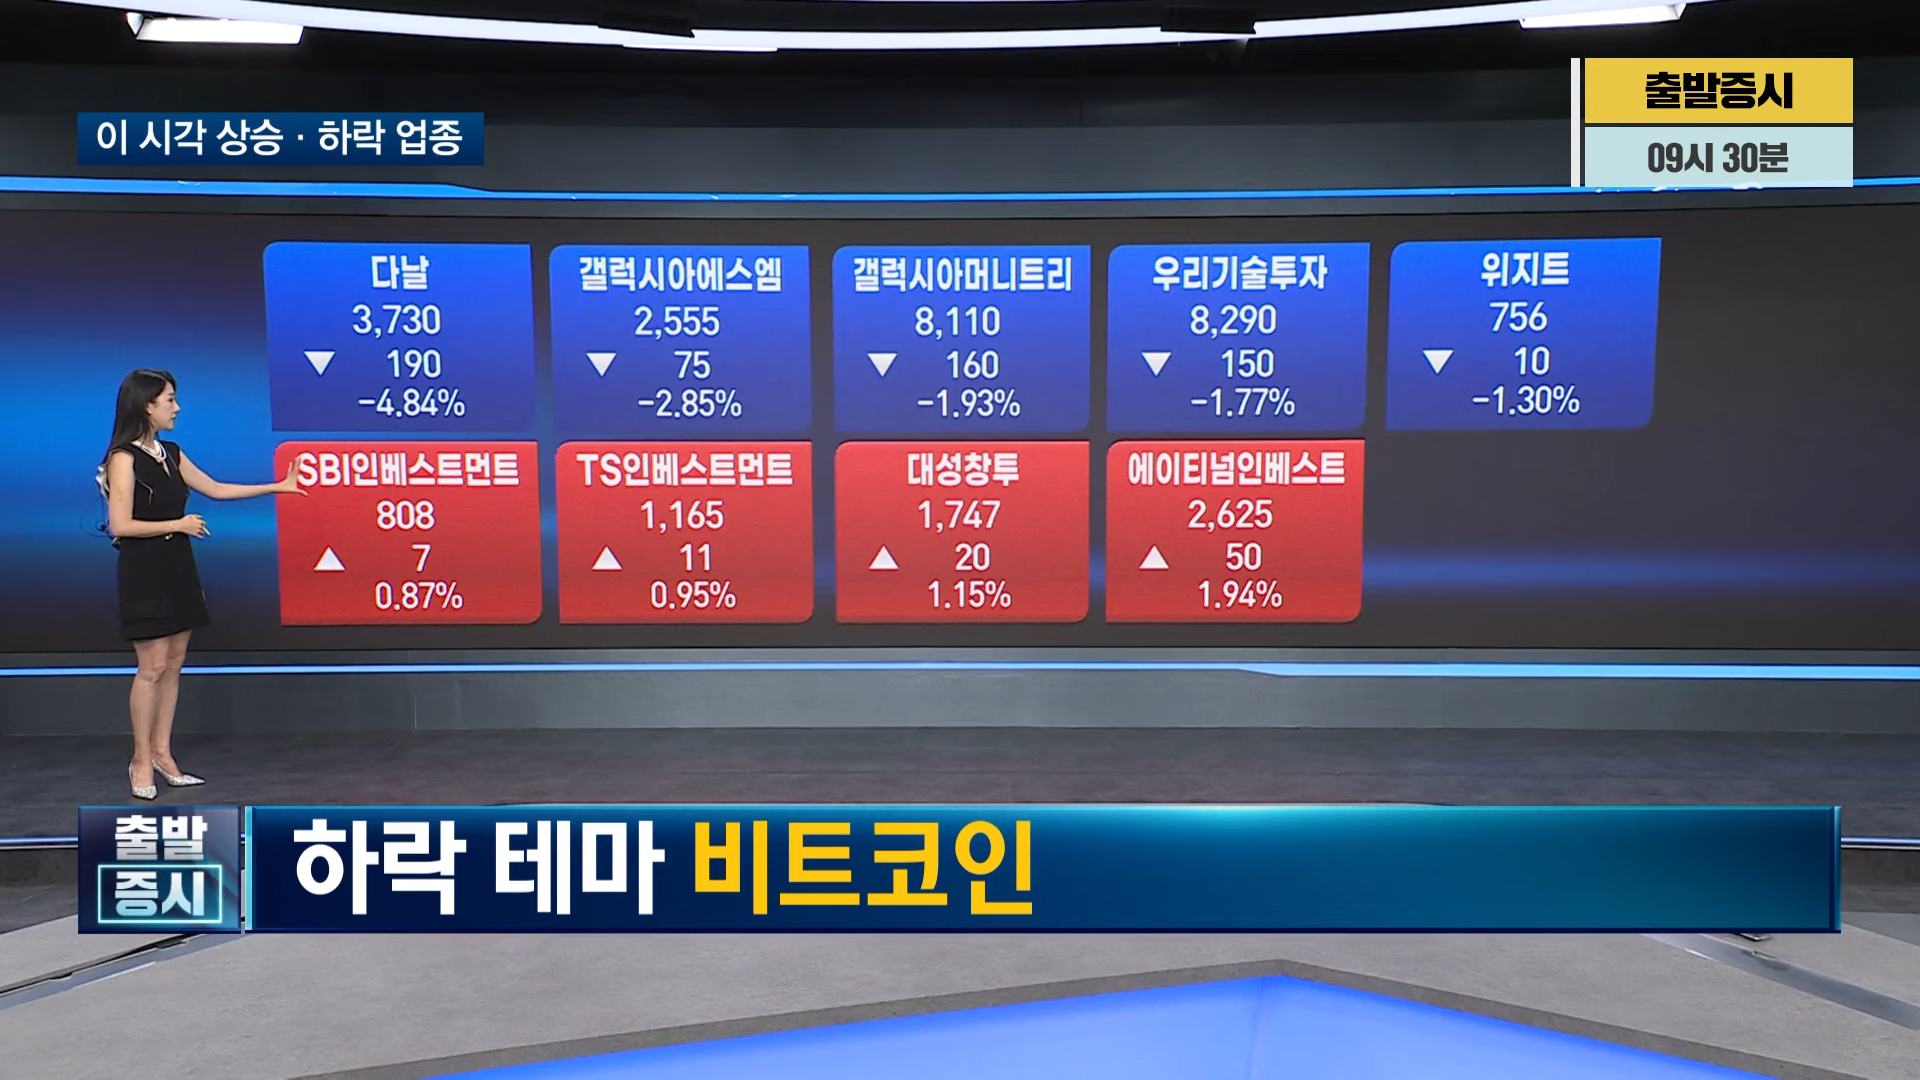 출발증시
09시 30분
이 시각 상승 · 하락 업종
다날
3,730
▼ 190
-4.84%
갤럭시아에스엠
2,555
▼ 75
-2.85%
갤럭시아머니트리
8,110
▼ 160
-1.93%
우리기술투자
8,290
▼ 150
-1.77%
위지트
756
▼ 10
-1.30%
SBI인베스트먼트
808
▲ 7
0.87%
TS인베스트먼트
1,165
▲ 11
0.95%
대성창투
1,747
▲ 20
1.15%
에이티넘인베스트
2,625
▲ 50
1.94%
출발
증시
하락 테마 비트코인